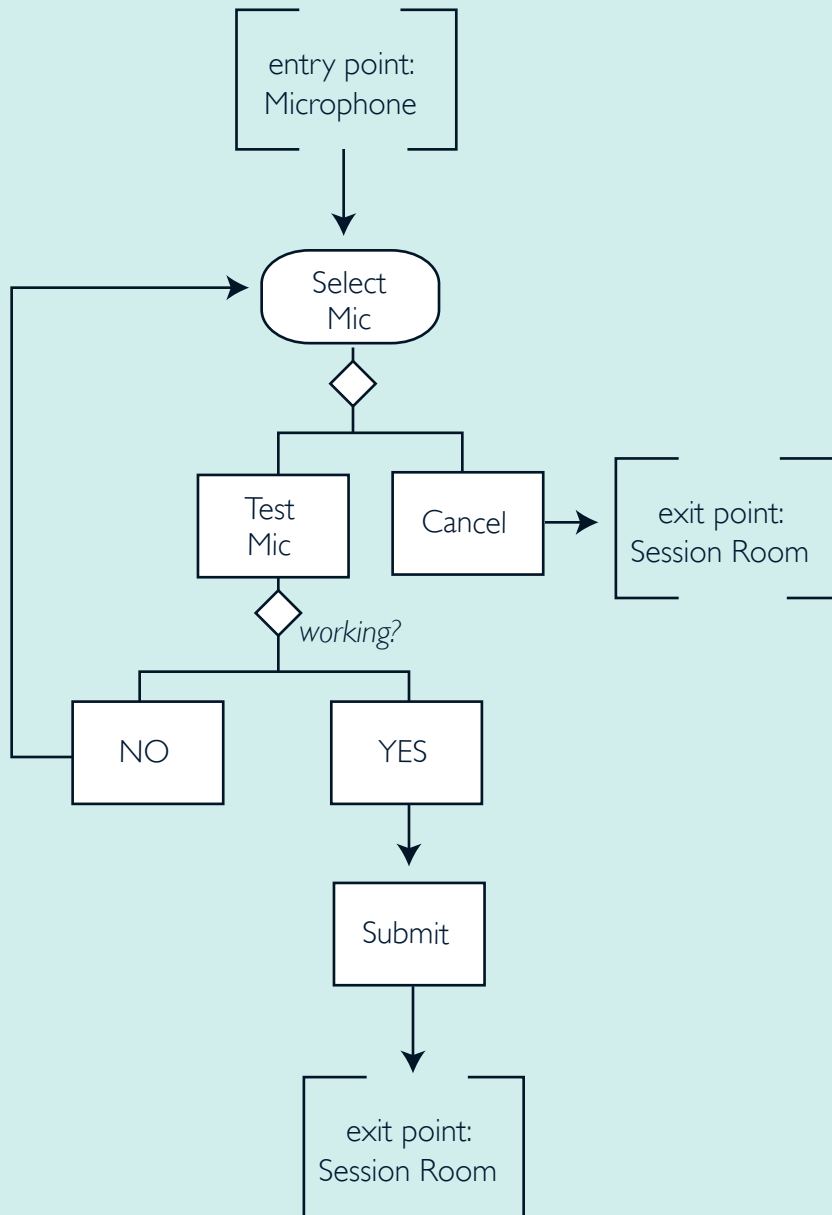 entry point:
Microphone
Select
Mic
Test
Mic
Cancel
exit point:
Session Room
working?
NO
YES
Submit
exit point:
Session Room